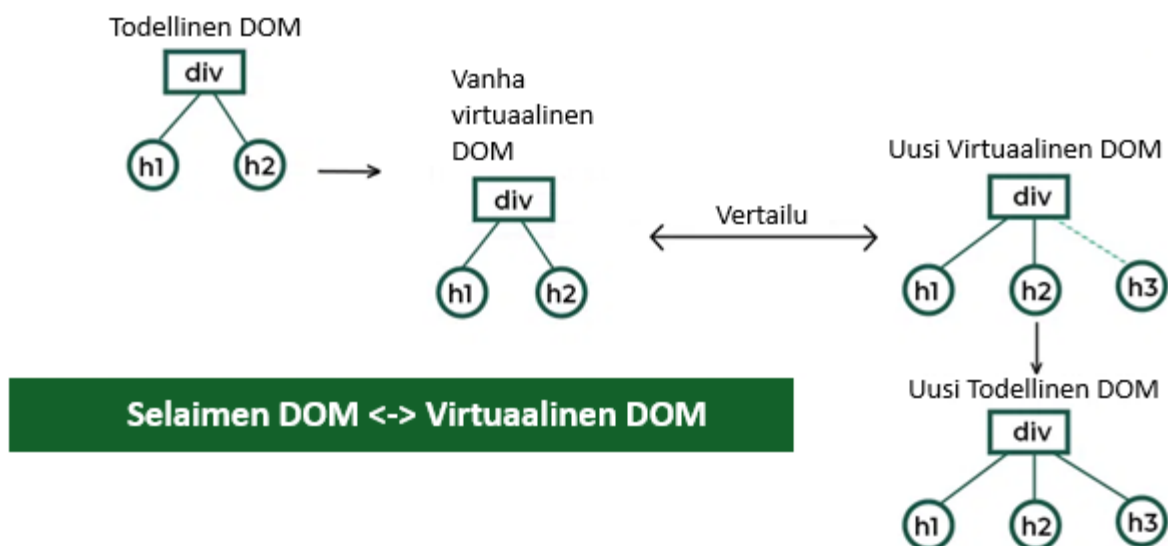 Todellinen DOM
div
h1 h2
Vanha
virtuaalinen
DOM
div
h1 h2
Vertailu
Uusi Virtuaalinen DOM
div
h1 h2 h3
Uusi Todellinen DOM
div
h1 h2 h3
Selaimen DOM <-> Virtuaalinen DOM